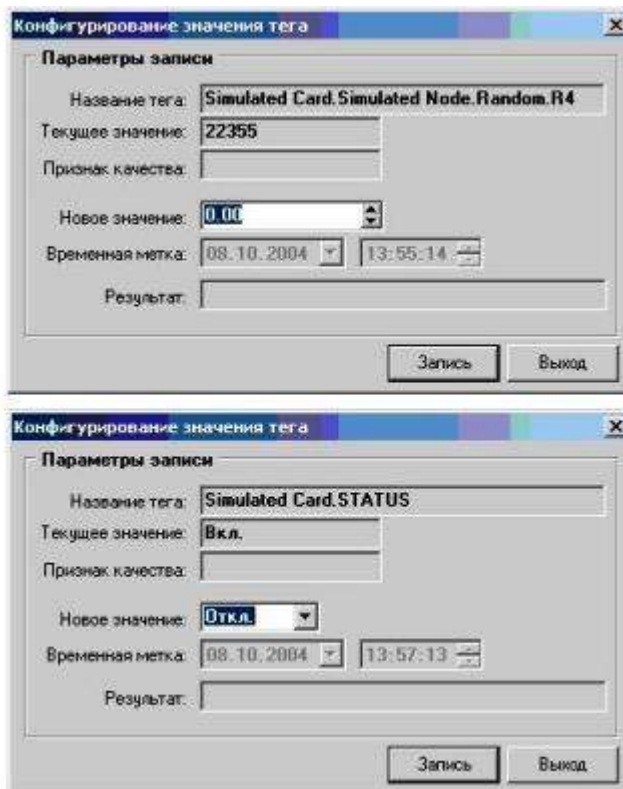 Конфигурирование значения тега
Параметры записи
Название тега: Simulated Card.Simulated Node.Random.R4
Текущее значение: 22355
Признак качества:
Новое значение: 0.00
Временная метка: 08.10.2004 13:55:14
Результат:
Запись Выход
Конфигурирование значения тега
Параметры записи
Название тега: Simulated Card.STATUS
Текущее значение: Вкл.
Признак качества:
Новое значение: Откл.
Временная метка: 08.10.2004 13:57:13
Результат:
Запись Выход